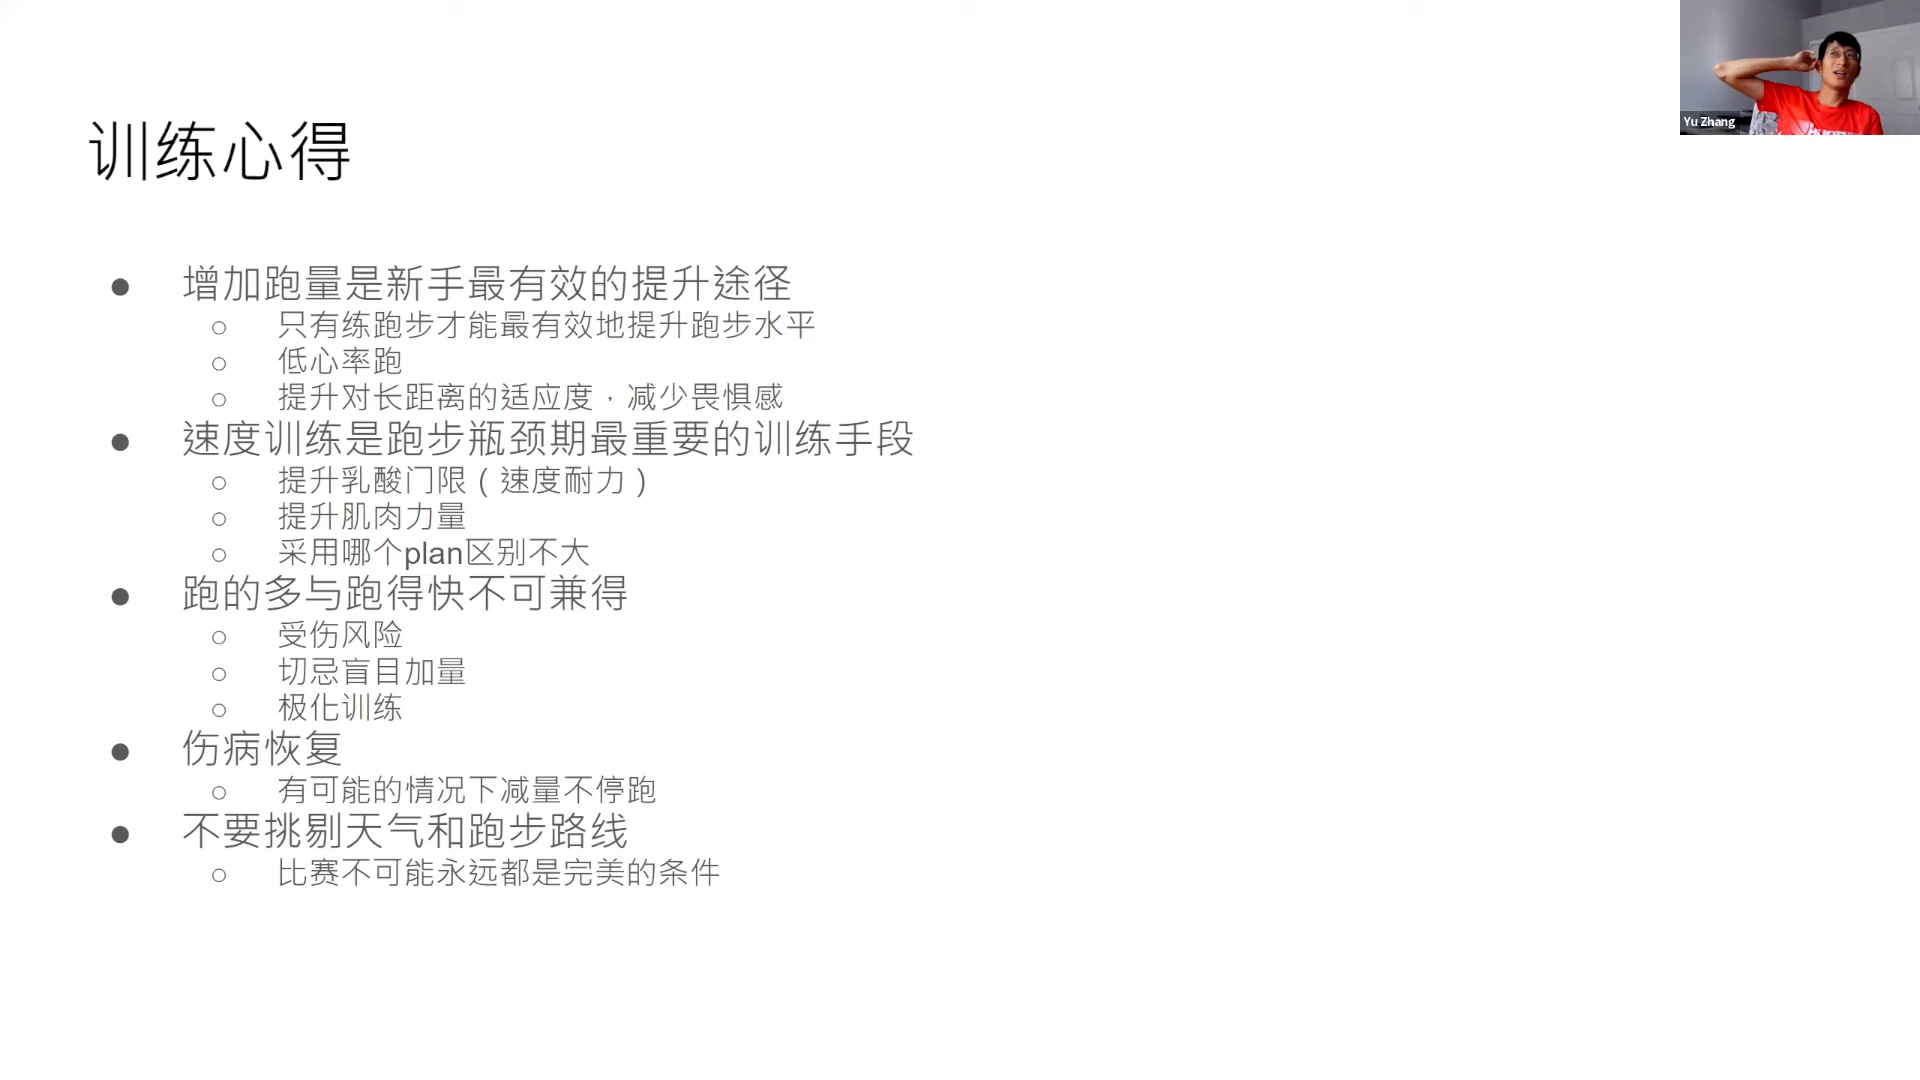 训练心得
● 增加跑量是新手最有效的提升途径
○ 只有练跑步才能最有效地提升跑步水平
○ 低心率跑
○ 提升对长距离的适应度，减少畏惧感
● 速度训练是跑步瓶颈期最重要的训练手段
○ 提升乳酸门限（速度耐力）
○ 提升肌肉力量
○ 采用哪个plan区别不大
● 跑的多与跑得快不可兼得
○ 受伤风险
○ 切忌盲目加量
○ 极化训练
● 伤病恢复
○ 有可能的情况下减量不停跑
● 不要挑剔天气和跑步路线
○ 比赛不可能永远都是完美的条件
Yu Zhang